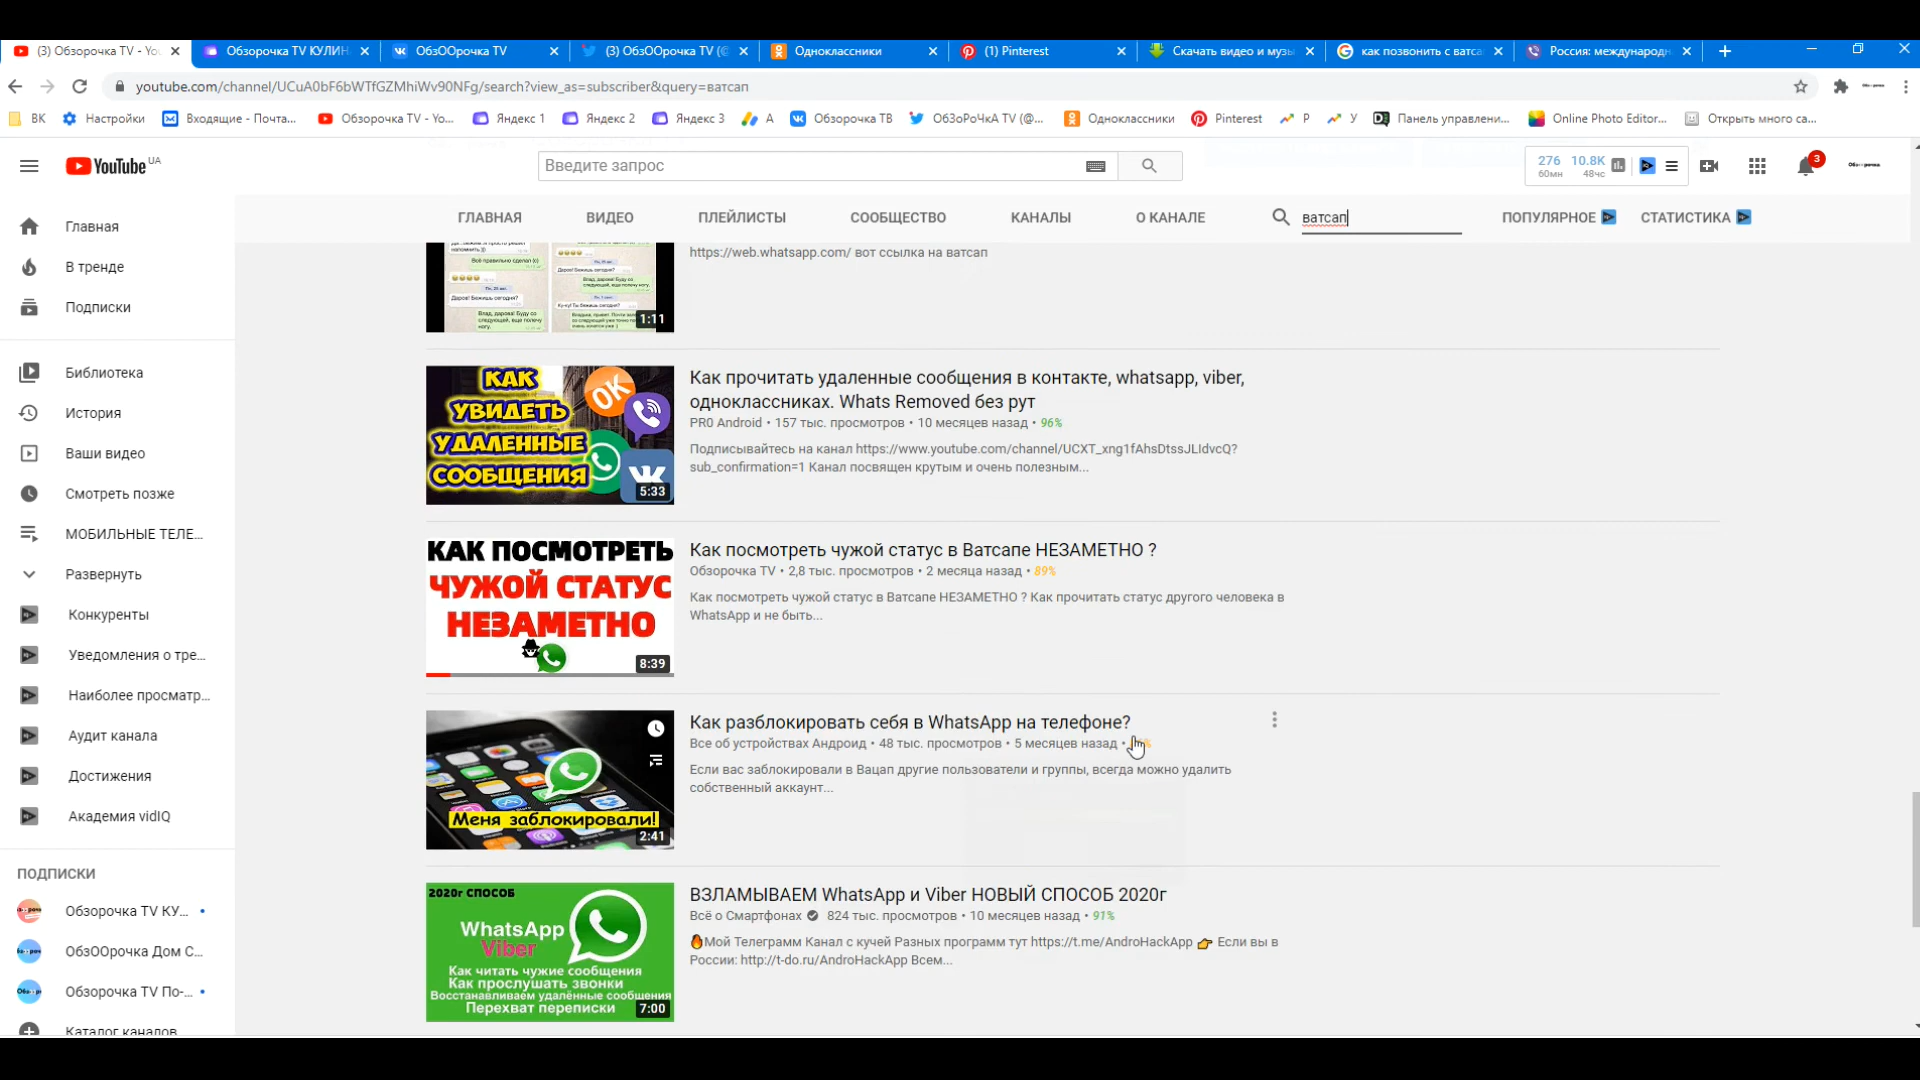 (3) Обзорочка TV - Yo
Обзорочка TV КУЛИН
ОбзООрочка TV
(3) ОбзООрочка TV (@
Одноклассники
(1) Pinterest
Скачать видео и музы
как позвонить с ватса
Россия: международн
youtube.com/channel/UCuA0bF6bWTfGZMhiWv90NFg/search?view_as=subscriber&query=ватсап
ВК
Настройки
Входящие - Почта...
Обзорочка TV - Yo...
Яндекс 1
Яндекс 2
Яндекс 3
А
Обзорочка ТВ
ОбЗоРоЧкА TV (@...
Одноклассники
Pinterest
Р
У
Панель управлени...
Online Photo Editor...
Открыть много са...
YouTube UA
Введите запрос
276 60мн
10.8K 48чс
3
ГЛАВНАЯ
ВИДЕО
ПЛЕЙЛИСТЫ
СООБЩЕСТВО
КАНАЛЫ
О КАНАЛЕ
ватсап
ПОПУЛЯРНОЕ
СТАТИСТИКА
Главная
В тренде
Подписки
Библиотека
История
Ваши видео
Смотреть позже
МОБИЛЬНЫЕ ТЕЛЕ...
Развернуть
Конкуренты
Уведомления о тре...
Наиболее просматр...
Аудит канала
Достижения
Академия vidIQ
ПОДПИСКИ
Обзорочка TV КУ...
ОбзООрочка Дом С...
Обзорочка TV По-...
Каталог каналов
1:11
https://web.whatsapp.com/ вот ссылка на ватсап
КАК
УВИДЕТЬ
УДАЛЕННЫЕ
СООБЩЕНИЯ
5:33
Как прочитать удаленные сообщения в контакте, whatsapp, viber,
одноклассниках. Whats Removed без рут
PR0 Android • 157 тыс. просмотров • 10 месяцев назад • 96%
Подписывайтесь на канал https://www.youtube.com/channel/UCXT_xng1fAhsDtssJLIdvcQ?
sub_confirmation=1 Канал посвящен крутым и очень полезным...
КАК ПОСМОТРЕТЬ
ЧУЖОЙ СТАТУС
НЕЗАМЕТНО
8:39
Как посмотреть чужой статус в Ватсапе НЕЗАМЕТНО ?
Обзорочка TV • 2,8 тыс. просмотров • 2 месяца назад • 89%
Как посмотреть чужой статус в Ватсапе НЕЗАМЕТНО ? Как прочитать статус другого человека в
WhatsApp и не быть...
Меня заблокировали!
2:41
Как разблокировать себя в WhatsApp на телефоне?
Все об устройствах Андроид • 48 тыс. просмотров • 5 месяцев назад •
Если вас заблокировали в Вацап другие пользователи и группы, всегда можно удалить
собственный аккаунт...
2020г СПОСОБ
WhatsApp
Viber
Как читать чужие сообщения
Как прослушать звонки
Восстанавливаем удалённые сообщения
Перехват переписки
7:00
ВЗЛАМЫВАЕМ WhatsApp и Viber НОВЫЙ СПОСОБ 2020г
Всё о Смартфонах 824 тыс. просмотров • 10 месяцев назад • 91%
🔥Мой Телеграмм Канал с кучей Разных программ тут https://t.me/AndroHackApp 👉 Если вы в
России: http://t-do.ru/AndroHackApp Всем...